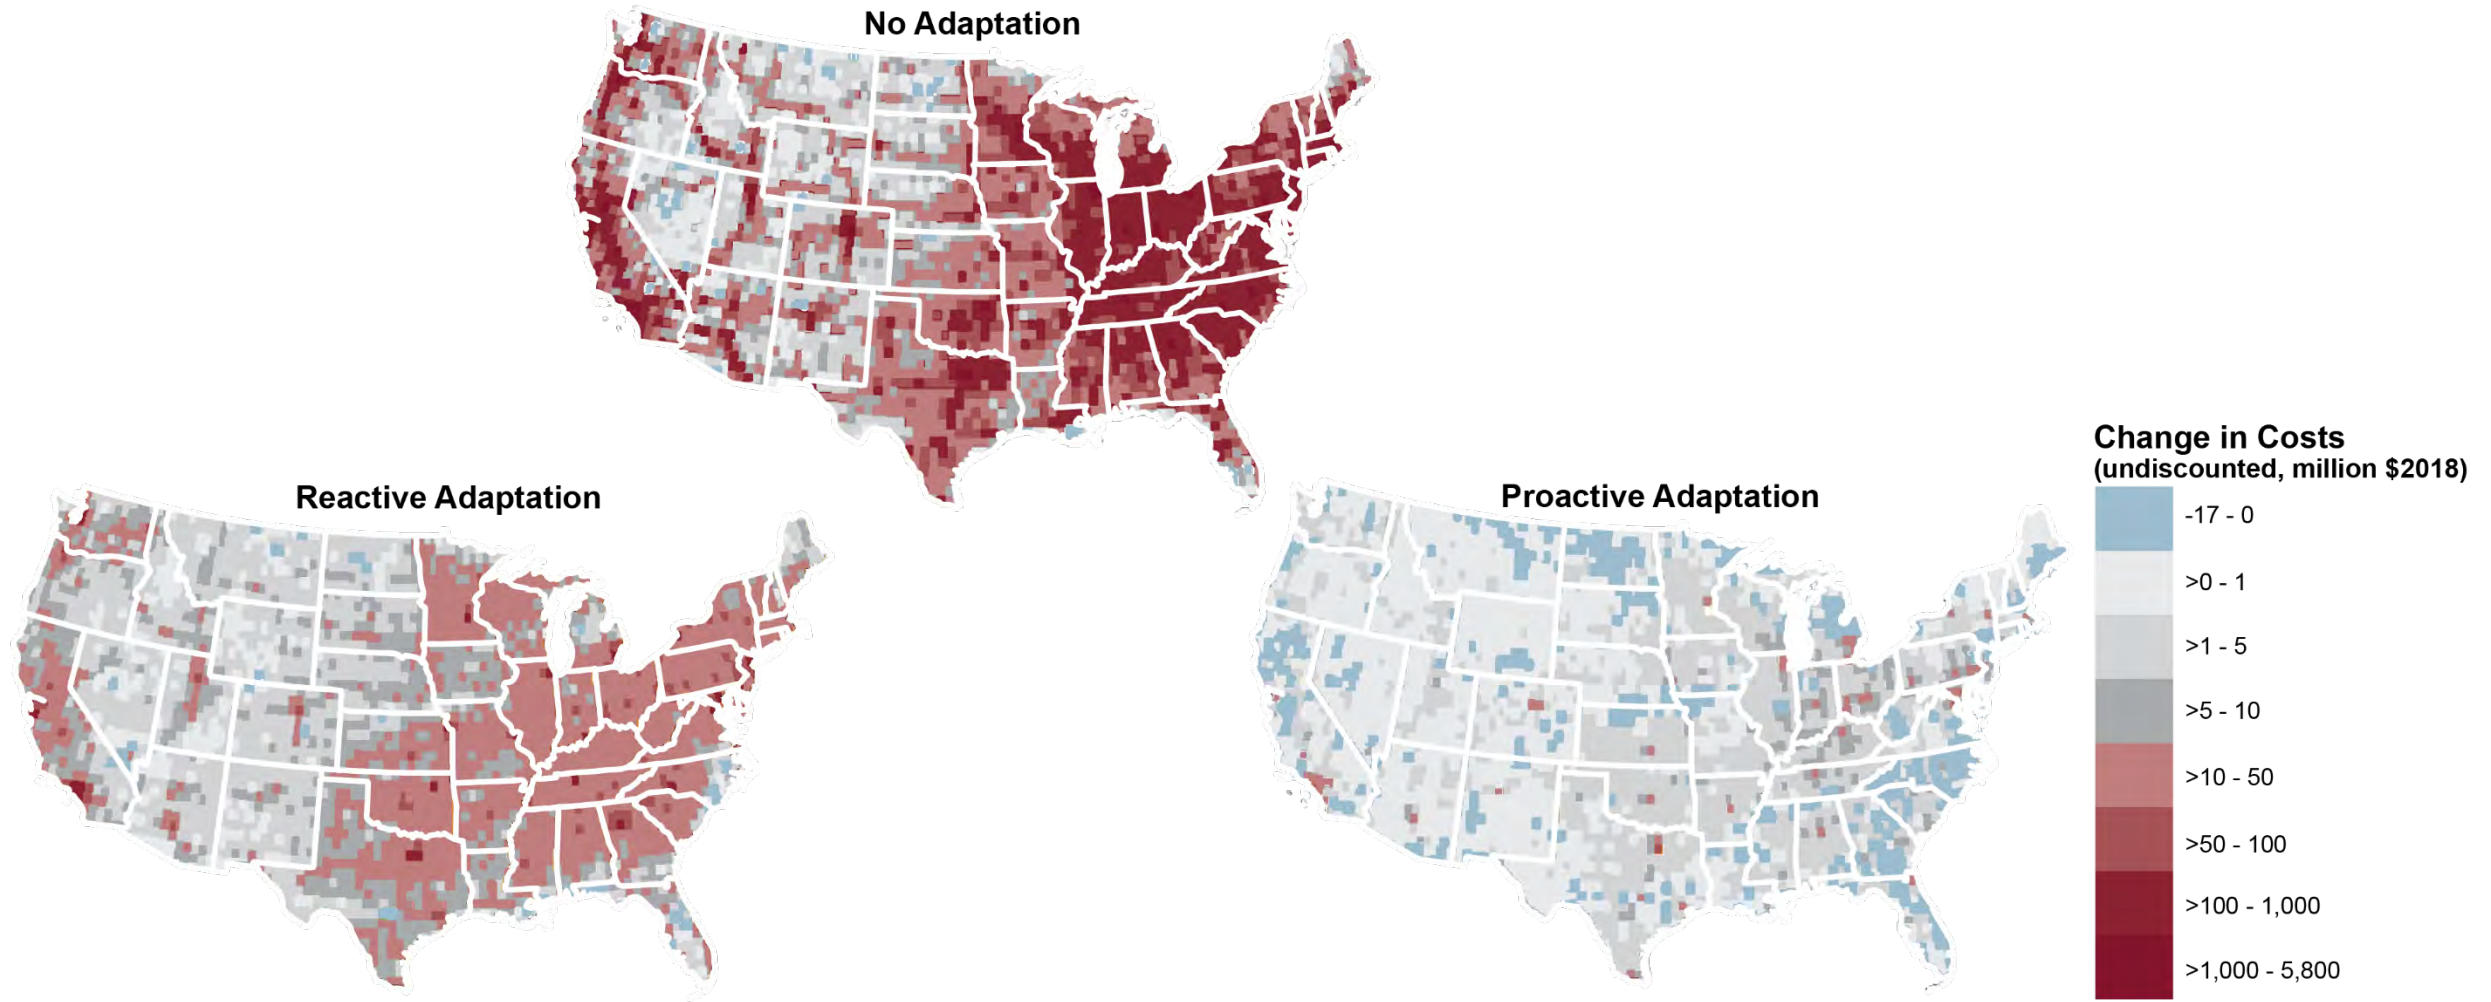 No Adaptation
Reactive Adaptation
Proactive Adaptation
Change in Costs
(undiscounted, million $2018)
-17 - 0
>0 - 1
>1 - 5
>5 - 10
>10 - 50
>50 - 100
>100 - 1,000
>1,000 - 5,800